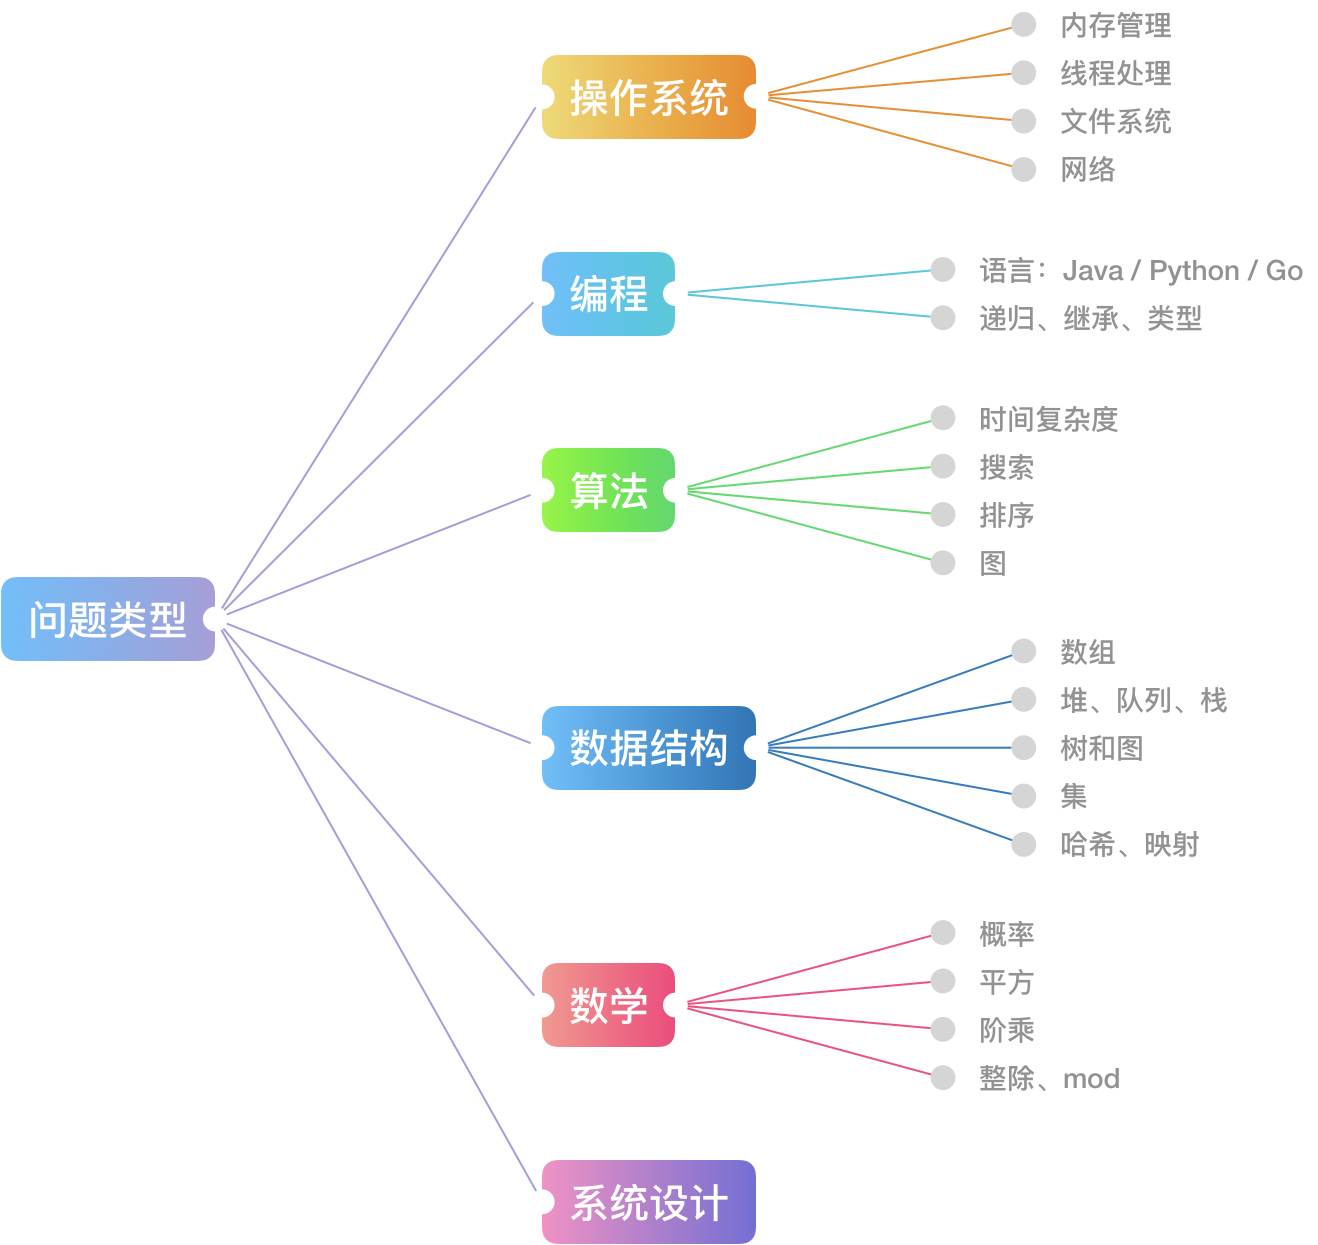 问题类型
操作系统
内存管理
线程处理
文件系统
网络
编程
语言：Java / Python / Go
递归、继承、类型
算法
时间复杂度
搜索
排序
图
数据结构
数组
堆、队列、栈
树和图
集
哈希、映射
数学
概率
平方
阶乘
整除、mod
系统设计